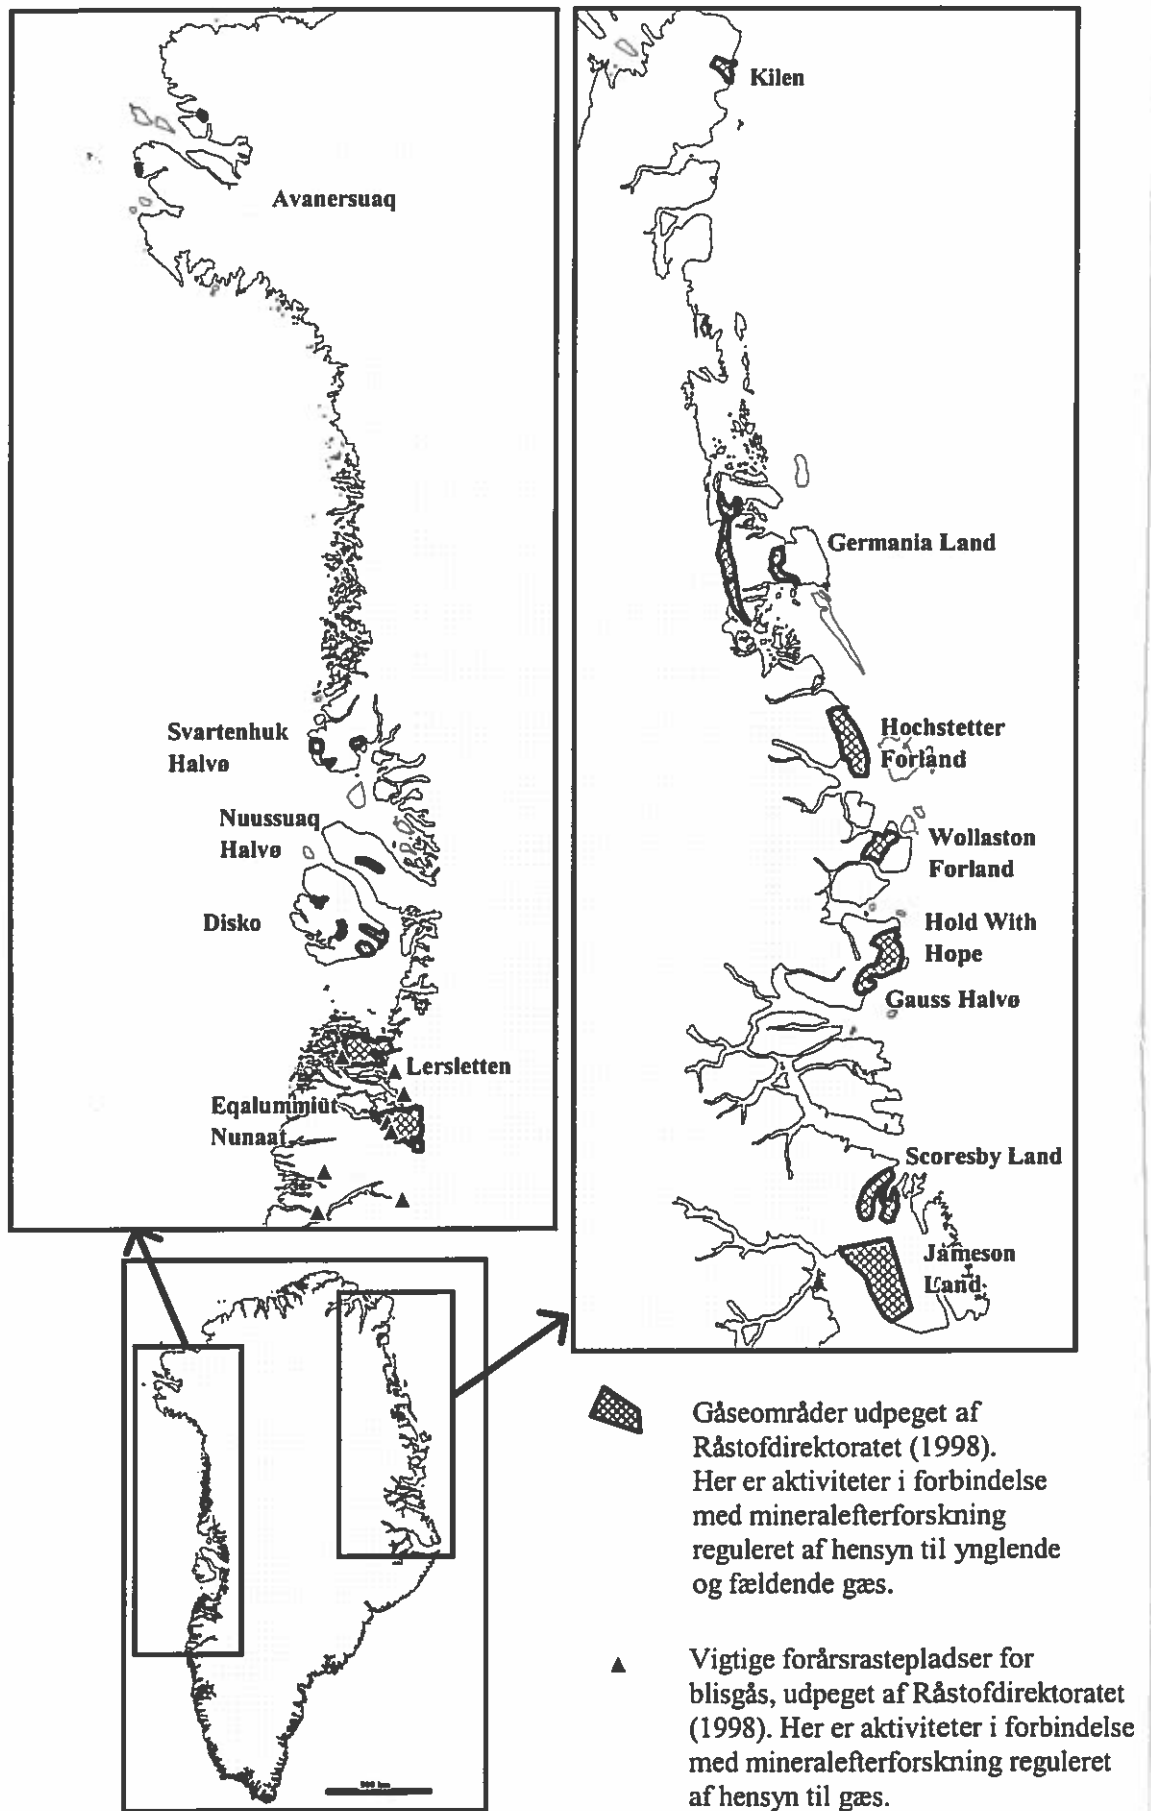 Avanersuaq
Svartenhuk
Halvø
Nuussuaq
Halvø
Disko
Lersletten
Eqalummiut
Nunaat
Kilen
Germania Land
Hochstetter
Forland
Wollaston
Forland
Hold With
Hope
Gauss Halvø
Scoresby Land
Jameson
Land
Gåseområder udpeget af
Råstofdirektoratet (1998).
Her er aktiviteter i forbindelse
med mineralefterforskning
reguleret af hensyn til ynglende
og fældende gæs.
Vigtige forårsrastepladser for
blisgås, udpeget af Råstofdirektoratet
(1998). Her er aktiviteter i forbindelse
med mineralefterforskning reguleret
af hensyn til gæs.